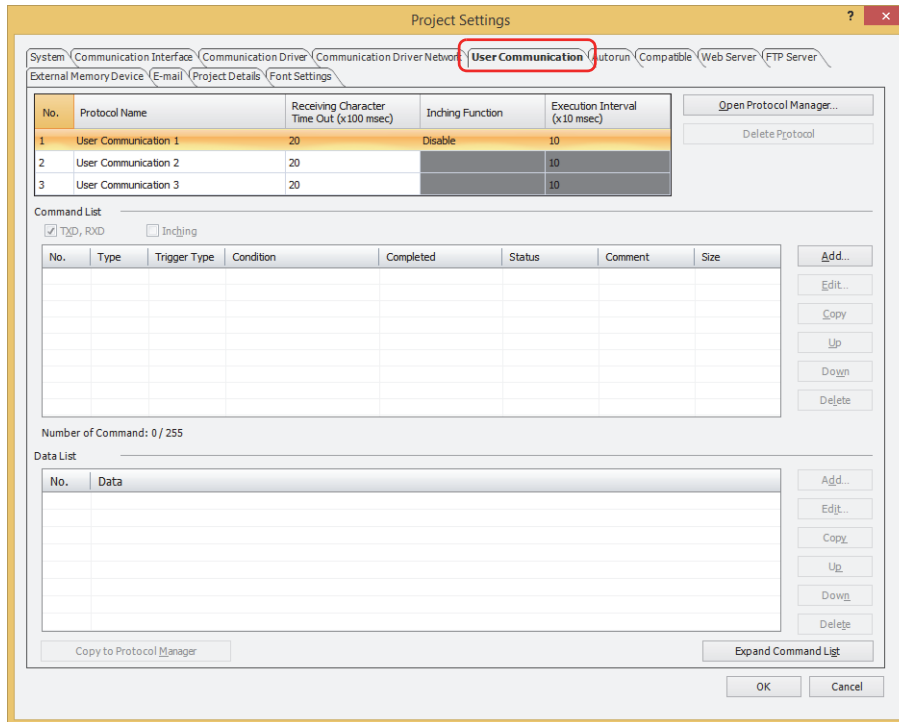 Project Settings
? ×
System Communication Interface Communication Driver Communication Driver Network User Communication Autorun Compatible Web Server FTP Server
External Memory Device E-mail Project Details Font Settings
No. Protocol Name Receiving Character Time Out (x100 msec) Inching Function Execution Interval (x10 msec)
Open Protocol Manager...
1 User Communication 1 20 Disable 10
Delete Protocol
2 User Communication 2 20 10
3 User Communication 3 20 10
Command List
TXD, RXD Inching
No. Type Trigger Type Condition Completed Status Comment Size
Add...
Edit...
Copy
Up
Down
Delete
Number of Command: 0 / 255
Data List
No. Data
Add...
Edit...
Copy
Up
Down
Delete
Copy to Protocol Manager
Expand Command List
OK Cancel